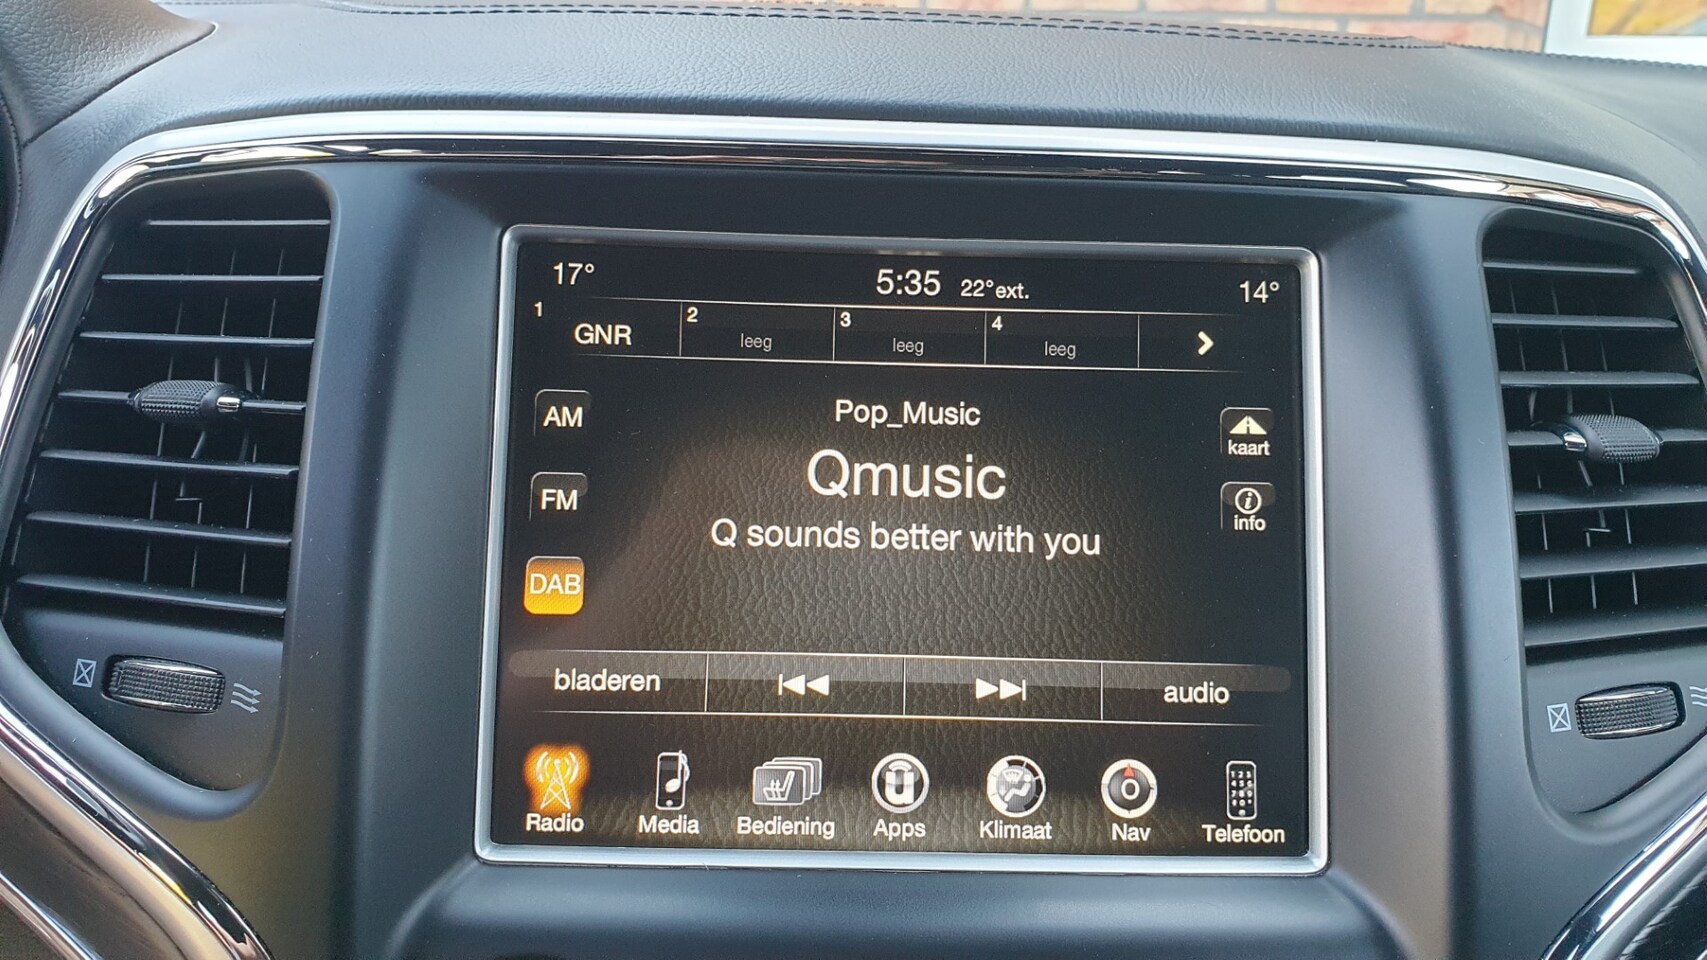 17° 5:35 22° ext. 14°
1 GNR 2 leeg 3 leeg 4 leeg
AM
Pop_Music
kaart
Qmusic
FM
info
Q sounds better with you
DAB
bladeren audio
Radio Media Bediening Apps Klimaat Nav Telefoon